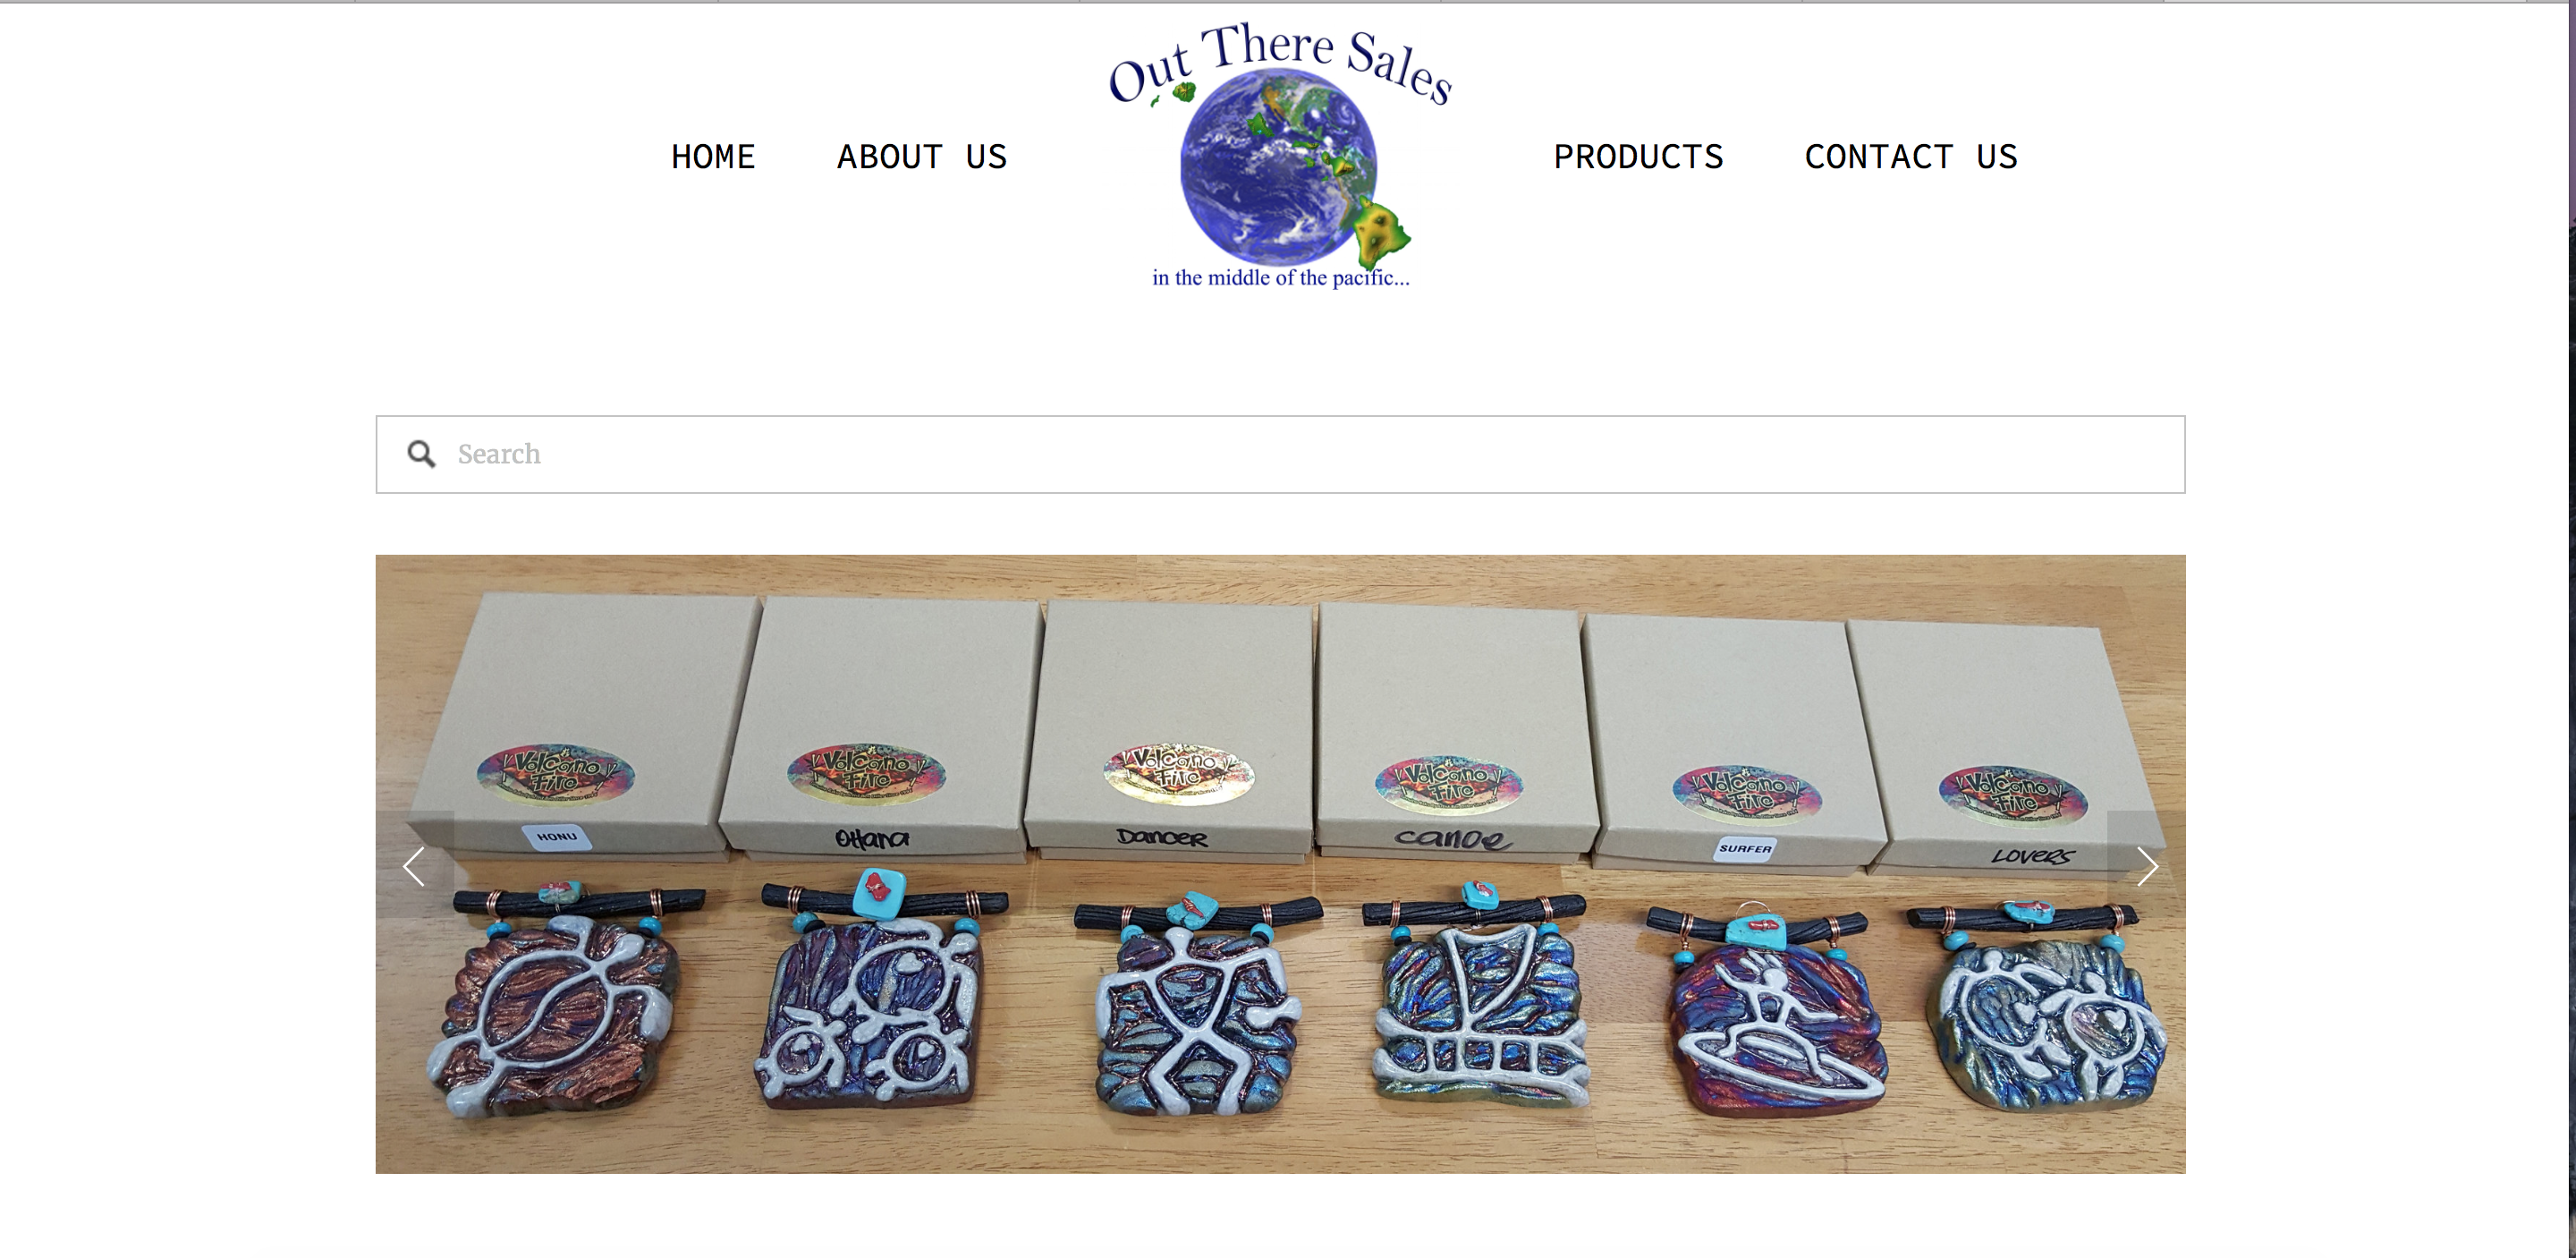 Out There Sales
HOME ABOUT US PRODUCTS CONTACT US
in the middle of the pacific...
Search
Volcano Fire
Volcano Fire
Volcano Fire
Volcano Fire
Volcano Fire
Volcano Fire
HONU
OHana
DanceR
canoe
SURFER
LOVERS